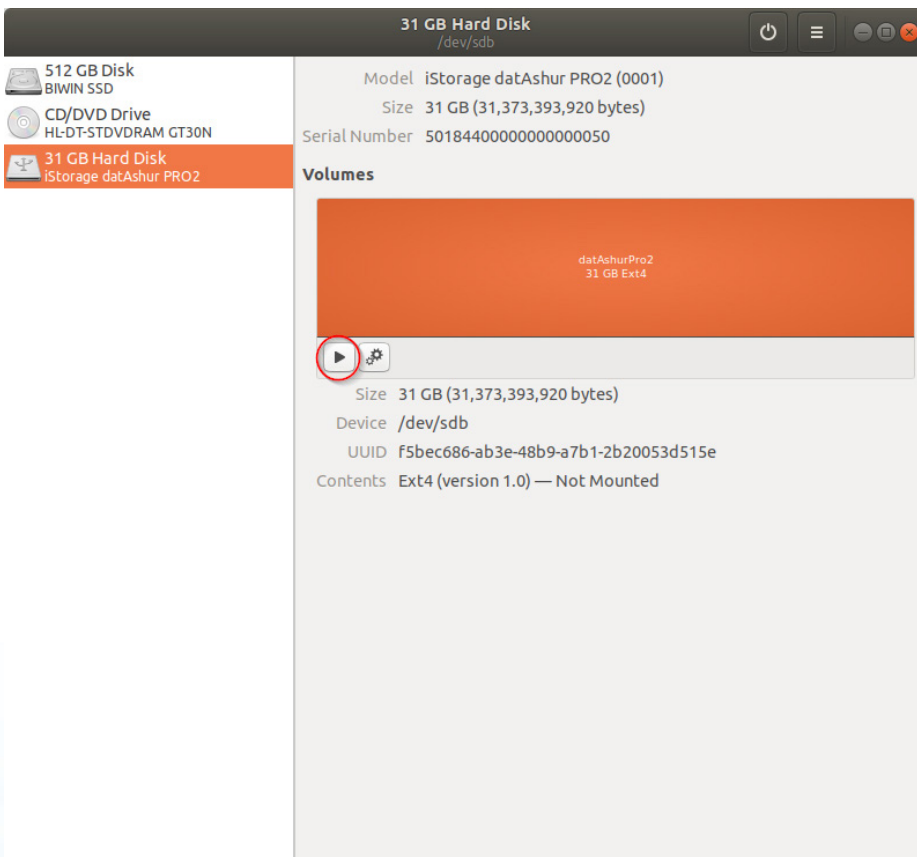 31 GB Hard Disk
/dev/sdb
512 GB Disk
BIWIN SSD
CD/DVD Drive
HL-DT-STDVDRAM GT30N
31 GB Hard Disk
iStorage datAshur PRO2
Model iStorage datAshur PRO2 (0001)
Size 31 GB (31,373,393,920 bytes)
Serial Number 50184400000000000050
Volumes
datAshurPro2
31 GB Ext4
Size 31 GB (31,373,393,920 bytes)
Device /dev/sdb
UUID f5bec686-ab3e-48b9-a7b1-2b20053d515e
Contents Ext4 (version 1.0) — Not Mounted